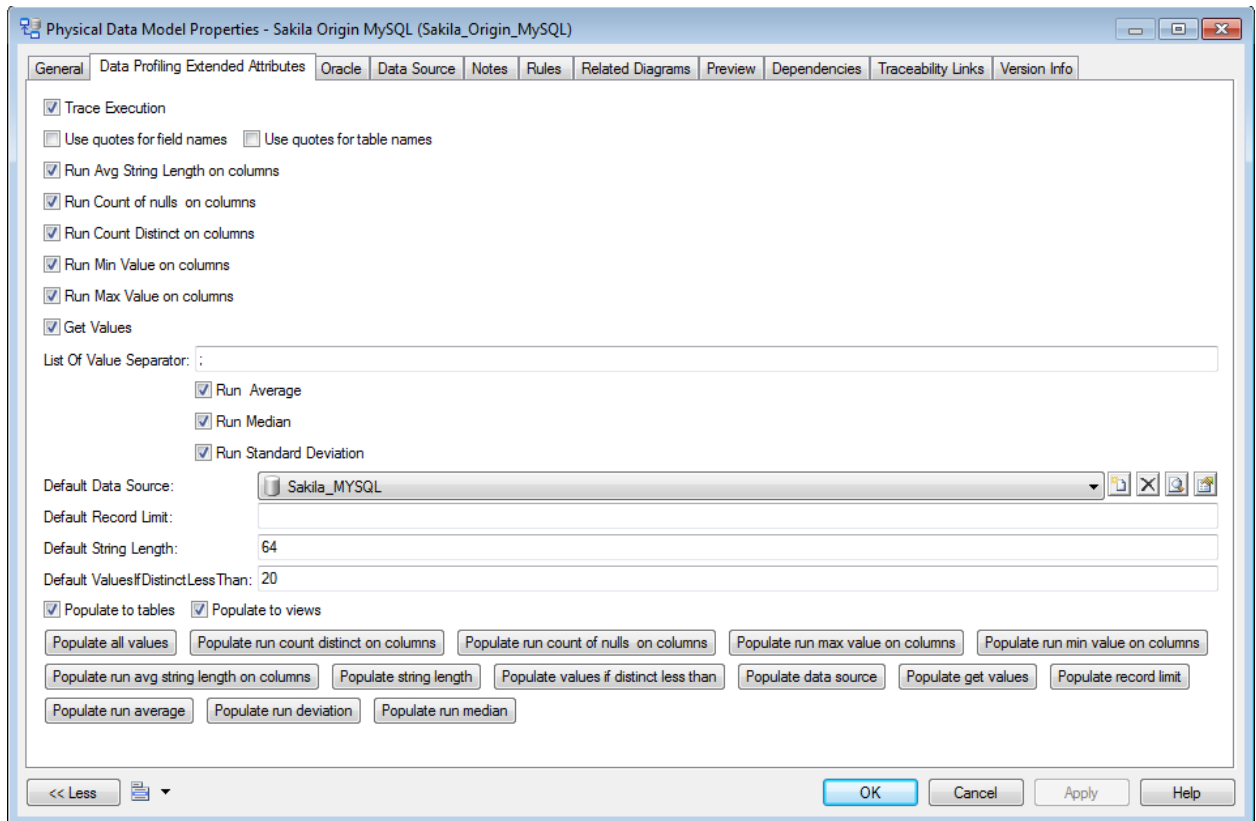 Physical Data Model Properties - Sakila Origin MySQL (Sakila_Origin_MySQL)
General Data Profiling Extended Attributes Oracle Data Source Notes Rules Related Diagrams Preview Dependencies Traceability Links Version Info
Trace Execution
Use quotes for field names Use quotes for table names
Run Avg String Length on columns
Run Count of nulls on columns
Run Count Distinct on columns
Run Min Value on columns
Run Max Value on columns
Get Values
List Of Value Separator: ;
Run Average
Run Median
Run Standard Deviation
Default Data Source: Sakila_MYSQL
Default Record Limit:
Default String Length: 64
Default ValuesIfDistinctLessThan: 20
Populate to tables Populate to views
Populate all values Populate run count distinct on columns Populate run count of nulls on columns Populate run max value on columns Populate run min value on columns
Populate run avg string length on columns Populate string length Populate values if distinct less than Populate data source Populate get values Populate record limit
Populate run average Populate run deviation Populate run median
<< Less OK Cancel Apply Help